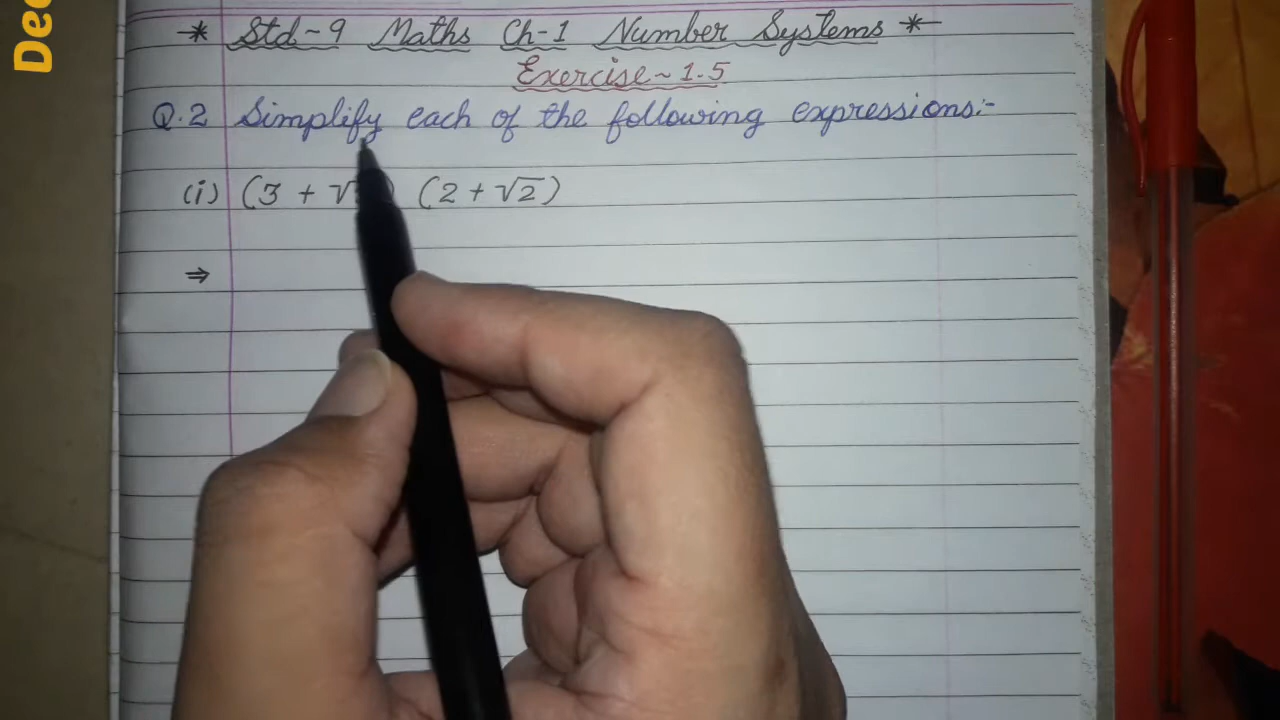 Dec
* Std~9 Maths Ch-1 Number Systems *
Exercise~1.5
Q.2 Simplify each of the following expressions:-
(i) (3 + √ ) (2 + √2)
⇒